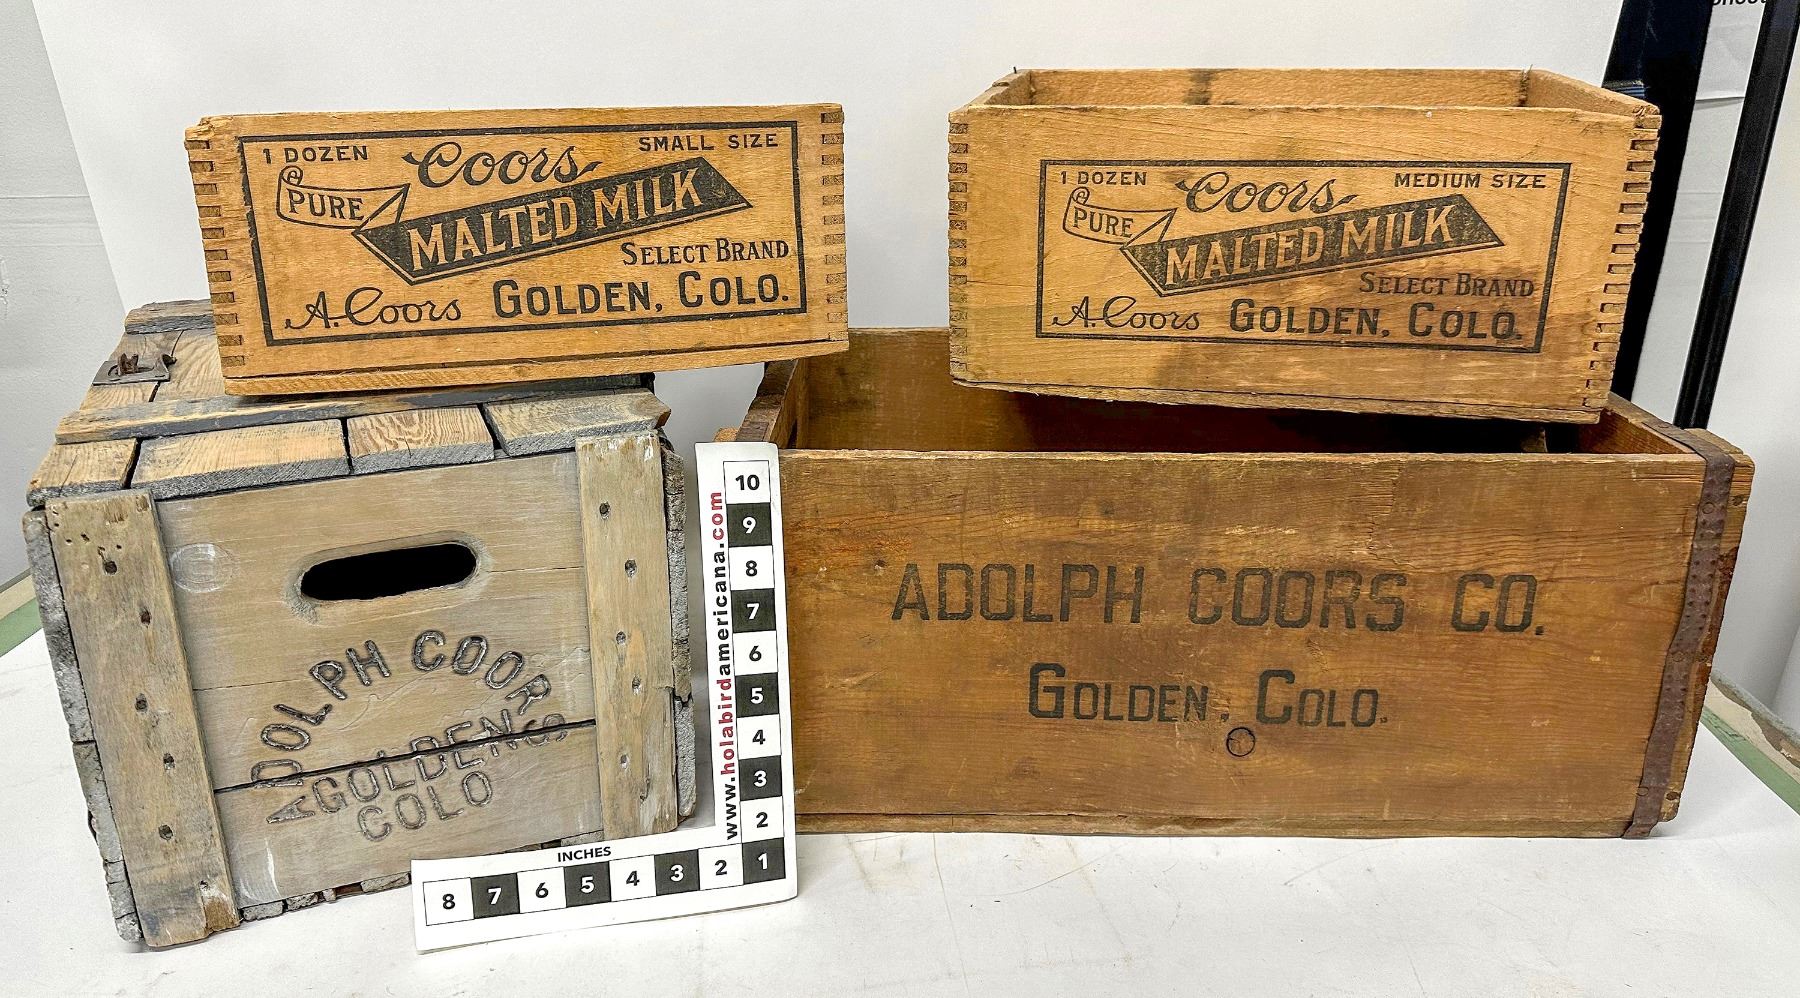 1 DOZEN
Coors
SMALL SIZE
PURE
MALTED MILK
SELECT BRAND
A. Coors GOLDEN, COLO.
1 DOZEN
Coors
MEDIUM SIZE
PURE
MALTED MILK
SELECT BRAND
A. Coors GOLDEN, COLO.
ADOLPH COORS
GOLDEN
COLO
ADOLPH COORS CO.
GOLDEN, COLO.
www.holabirdamericana.com
10
9
8
7
6
5
4
3
2
1
INCHES
8 7 6 5 4 3 2